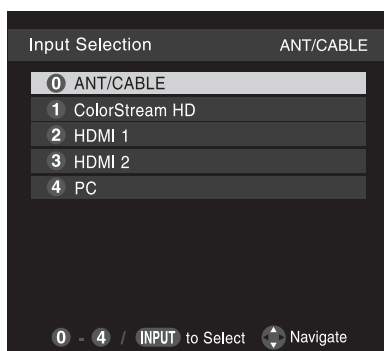 Input Selection ANT/CABLE
0 ANT/CABLE
1 ColorStream HD
2 HDMI 1
3 HDMI 2
4 PC
0 - 4 / INPUT to Select Navigate